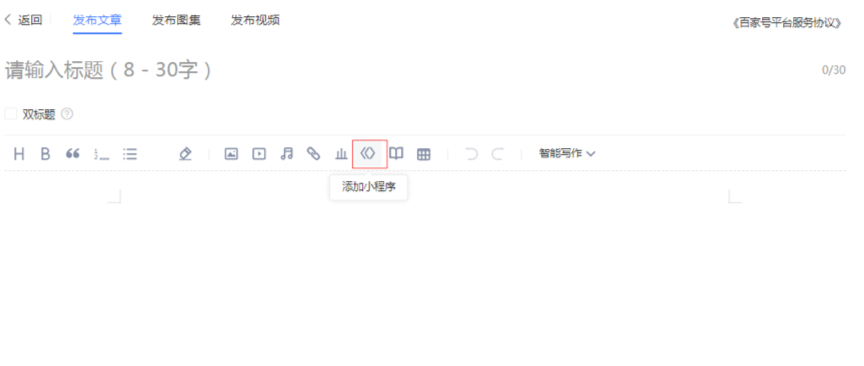 返回 发布文章 发布图集 发布视频 《百家号平台服务协议》
请输入标题（8 - 30字） 0/30
双标题 ?
H B 智能写作
添加小程序